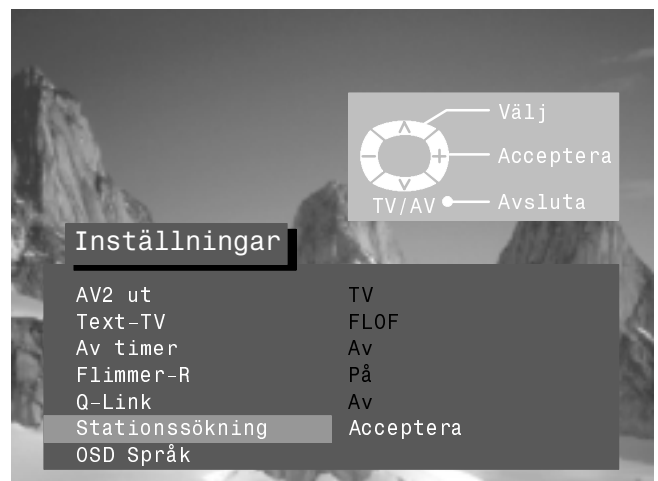 Välj
Acceptera
TV/AV Avsluta
Inställningar
AV2 ut TV
Text-TV FLOF
Av timer Av
Flimmer-R På
Q-Link Av
Stationssökning Acceptera
OSD Språk